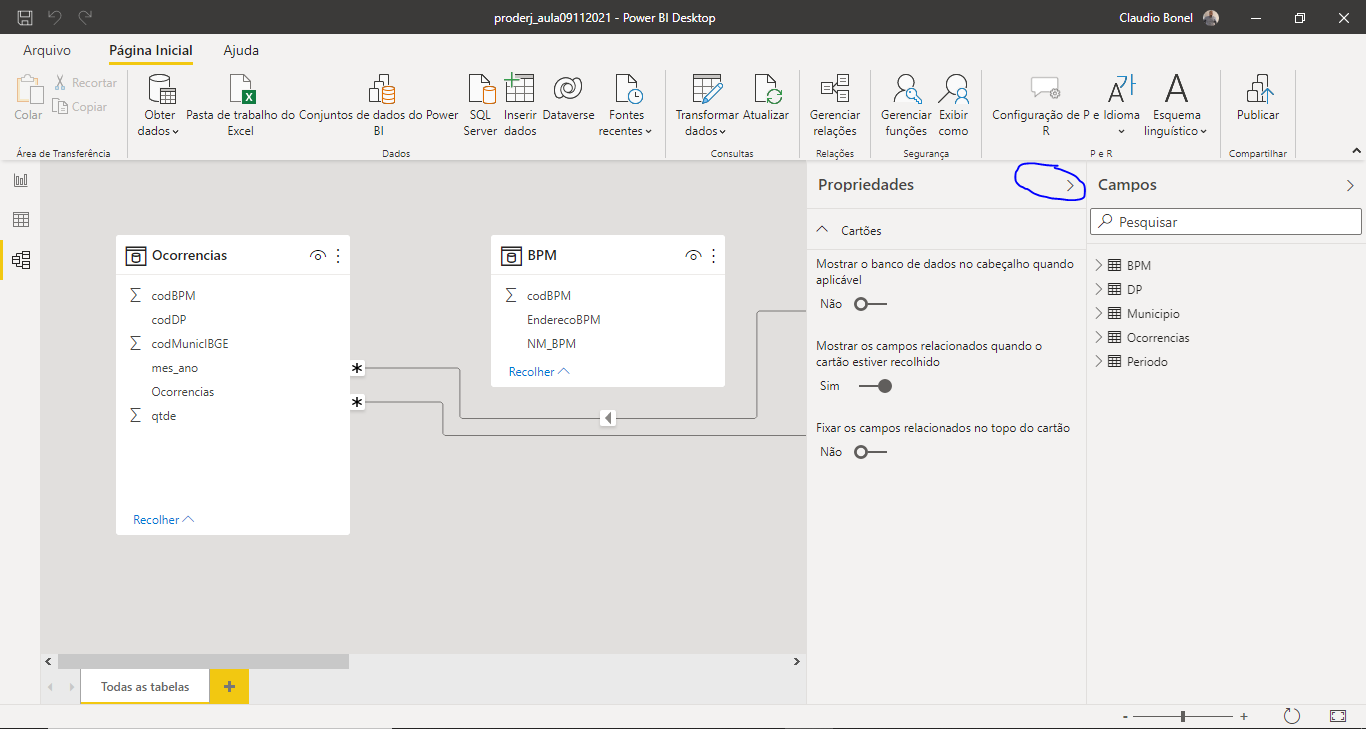 proderj_aula09112021 - Power BI Desktop
Claudio Bonel
Arquivo
Página Inicial
Ajuda
Colar
Recortar
Copiar
Área de Transferência
Obter dados
Pasta de trabalho do Excel
Conjuntos de dados do Power BI
SQL Server
Inserir dados
Dataverse
Fontes recentes
Dados
Transformar dados
Atualizar
Consultas
Gerenciar relações
Relações
Gerenciar funções
Exibir como
Segurança
Configuração de P e R
Idioma
Esquema linguístico
P e R
Publicar
Compartilhar
Ocorrencias
codBPM
codDP
codMunicIBGE
mes_ano
Ocorrencias
qtde
Recolher
BPM
codBPM
EnderecoBPM
NM_BPM
Recolher
Propriedades
Cartões
Mostrar o banco de dados no cabeçalho quando
aplicável
Não
Mostrar os campos relacionados quando o
cartão estiver recolhido
Sim
Fixar os campos relacionados no topo do cartão
Não
Campos
Pesquisar
BPM
DP
Municipio
Ocorrencias
Periodo
Todas as tabelas